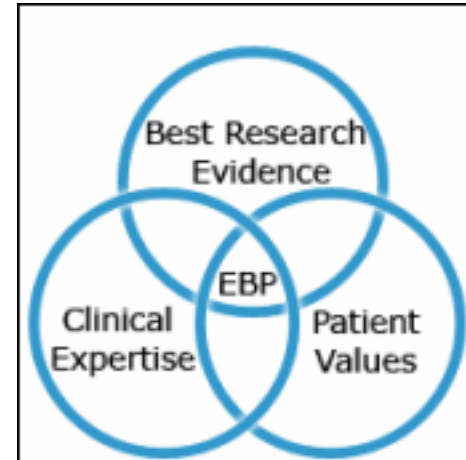 Best Research
Evidence
EBP
Clinical
Expertise
Patient
Values